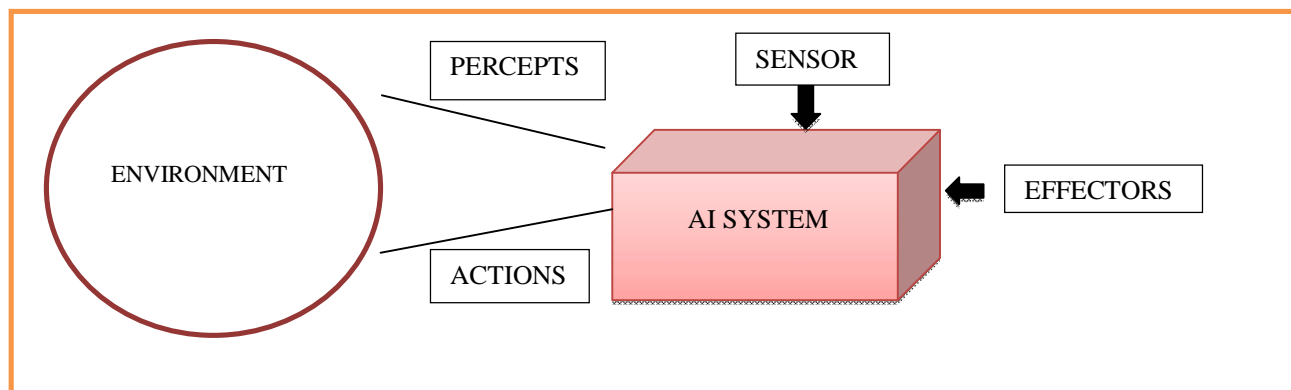 PERCEPTS
SENSOR
ENVIRONMENT
EFFECTORS
AI SYSTEM
ACTIONS